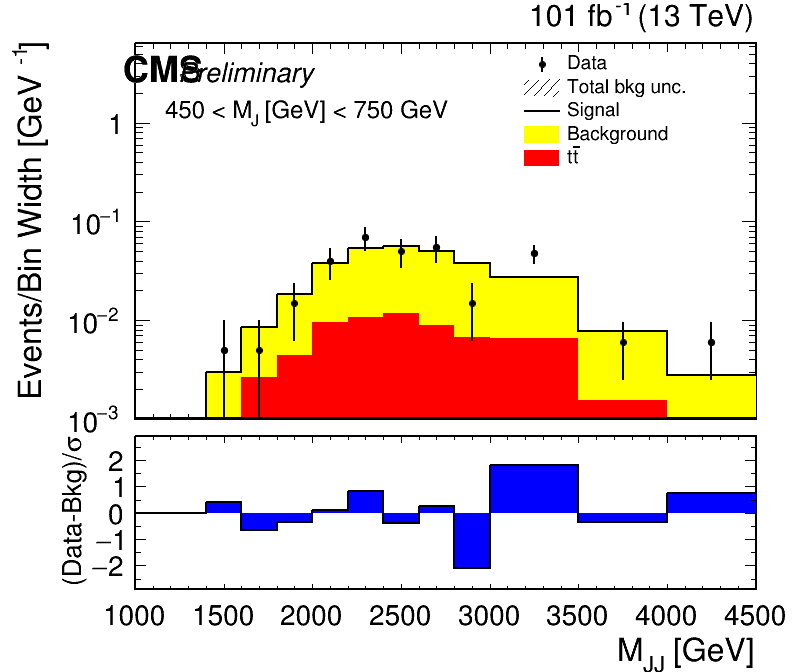 101 fb⁻¹ (13 TeV)
CMS Preliminary
450 < M_J [GeV] < 750 GeV
Data
Total bkg unc.
Signal
Background
tt̄
Events/Bin Width [GeV⁻¹]
1
10⁻¹
10⁻²
10⁻³
(Data-Bkg)/σ
2
1
0
−1
−2
1000 1500 2000 2500 3000 3500 4000 4500
M_JJ [GeV]